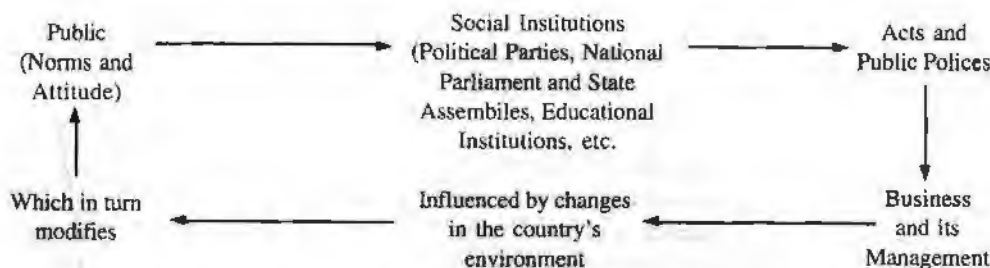 Public
(Norms and
Attitude)
Social Institutions
(Political Parties, National
Parliament and State
Assembiles, Educational
Institutions, etc.
Acts and
Public Polices
Business
and its
Management
Influenced by changes
in the country's
environment
Which in turn
modifies